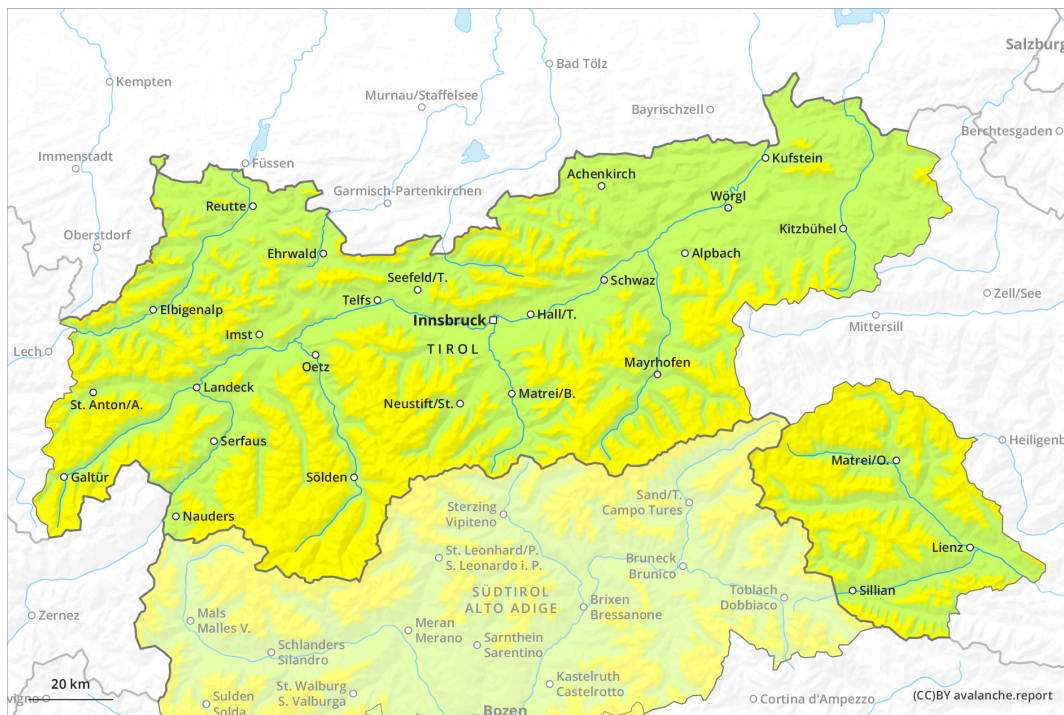 Salzburg
Kempten
Bad Tölz
Murnau/Staffelsee
Bayrischzell
Berchtesgaden
Immenstadt
Füssen
Kufstein
Garmisch-Partenkirchen
Achenkirch
Reutte
Wörgl
Oberstdorf
Kitzbühel
Ehrwald
Alpbach
Seefeld/T.
Schwaz
Telfs
Zell/See
Elbigenalp
Innsbruck
Hall/T.
Mittersill
Imst
Lech
TIROL
Oetz
Mayrhofen
Landeck
St. Anton/A.
Neustift/St.
Matrei/B.
Serfaus
Heiligenb
Matrei/O.
Galtür
Sölden
Sand/T.
Campo Tures
Sterzing
Vipiteno
Nauders
Lienz
St. Leonhard/P.
S. Leonardo i. P.
Bruneck
Brunico
SÜDTIROL
ALTO ADIGE
Sillian
Toblach
Dobbiaco
Zernez
Mals
Malles V.
Brixen
Bressanone
Meran
Merano
Sarnthein
Sarentino
Schlanders
Silandro
20 km
Kastelruth
Castelrotto
St. Walburg
S. Valburga
vigno
Sulden
Solda
Cortina d'Ampezzo
(CC)BY avalanche.report
Bozen